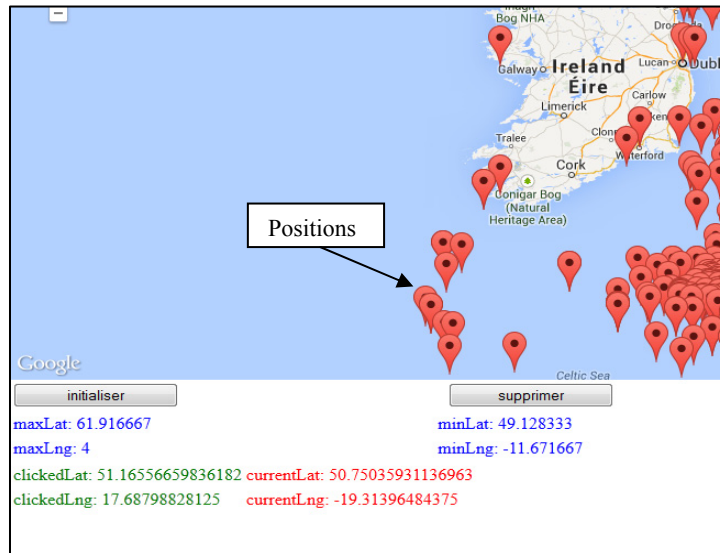 Bog NHA
Drogheda
Galway
Ireland
Éire
Lucan
Dubl
Carlow
Limerick
Tralee
Clon
ken
Waterford
Cork
Conigar Bog
(Natural
Heritage Area)
Positions
Google
Celtic Sea
initialiser
supprimer
maxLat: 61.916667
minLat: 49.128333
maxLng: 4
minLng: -11.671667
clickedLat: 51.16556659836182 currentLat: 50.75035931136963
clickedLng: 17.68798828125 currentLng: -19.31396484375